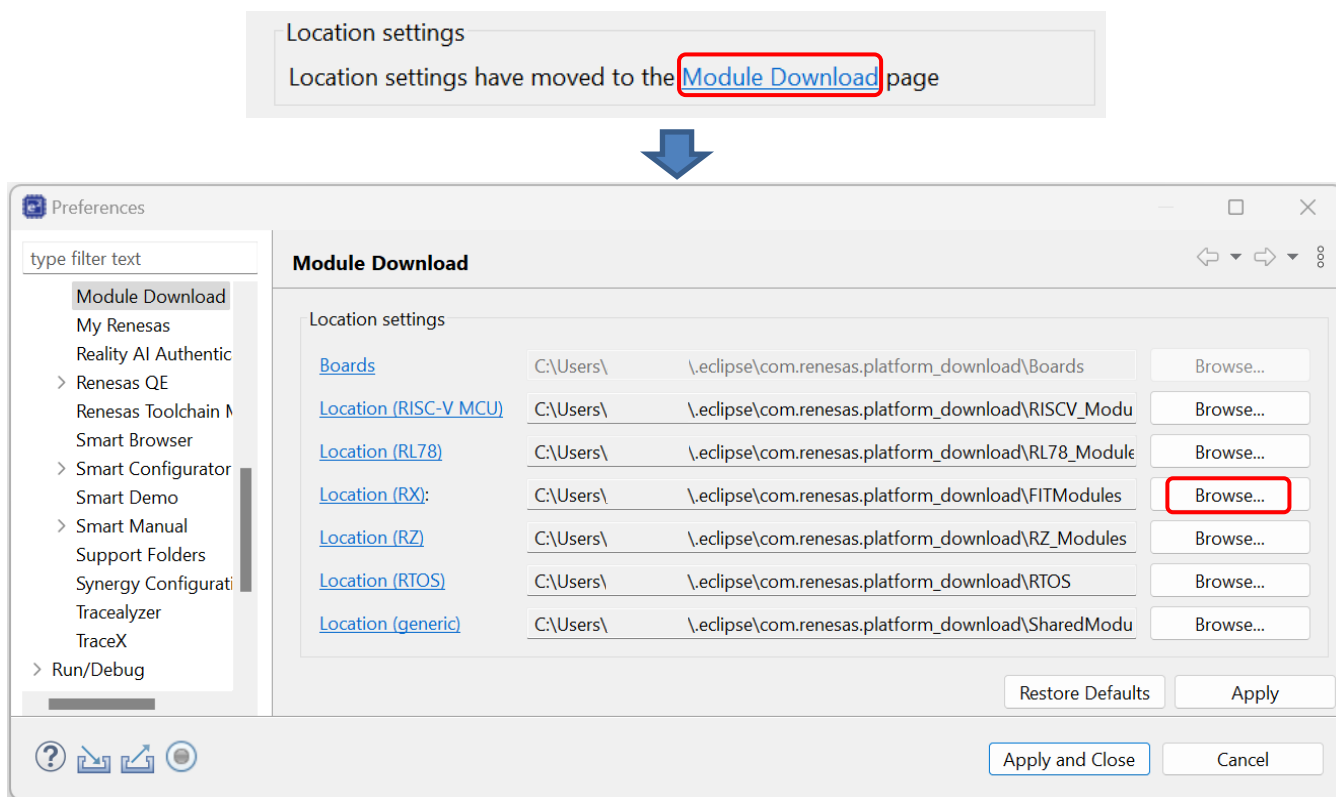 Location settings
Location settings have moved to the Module Download page
Preferences
type filter text
Module Download
My Renesas
Reality AI Authentic
Renesas QE
Renesas Toolchain M
Smart Browser
Smart Configurator
Smart Demo
Smart Manual
Support Folders
Synergy Configurati
Tracealyzer
TraceX
Run/Debug
Module Download
Location settings
Boards C:\Users\ \.eclipse\com.renesas.platform_download\Boards Browse...
Location (RISC-V MCU) C:\Users\ \.eclipse\com.renesas.platform_download\RISCV_Modu Browse...
Location (RL78) C:\Users\ \.eclipse\com.renesas.platform_download\RL78_Module Browse...
Location (RX): C:\Users\ \.eclipse\com.renesas.platform_download\FITModules Browse...
Location (RZ) C:\Users\ \.eclipse\com.renesas.platform_download\RZ_Modules Browse...
Location (RTOS) C:\Users\ \.eclipse\com.renesas.platform_download\RTOS Browse...
Location (generic) C:\Users\ \.eclipse\com.renesas.platform_download\SharedModu Browse...
Restore Defaults Apply
Apply and Close Cancel